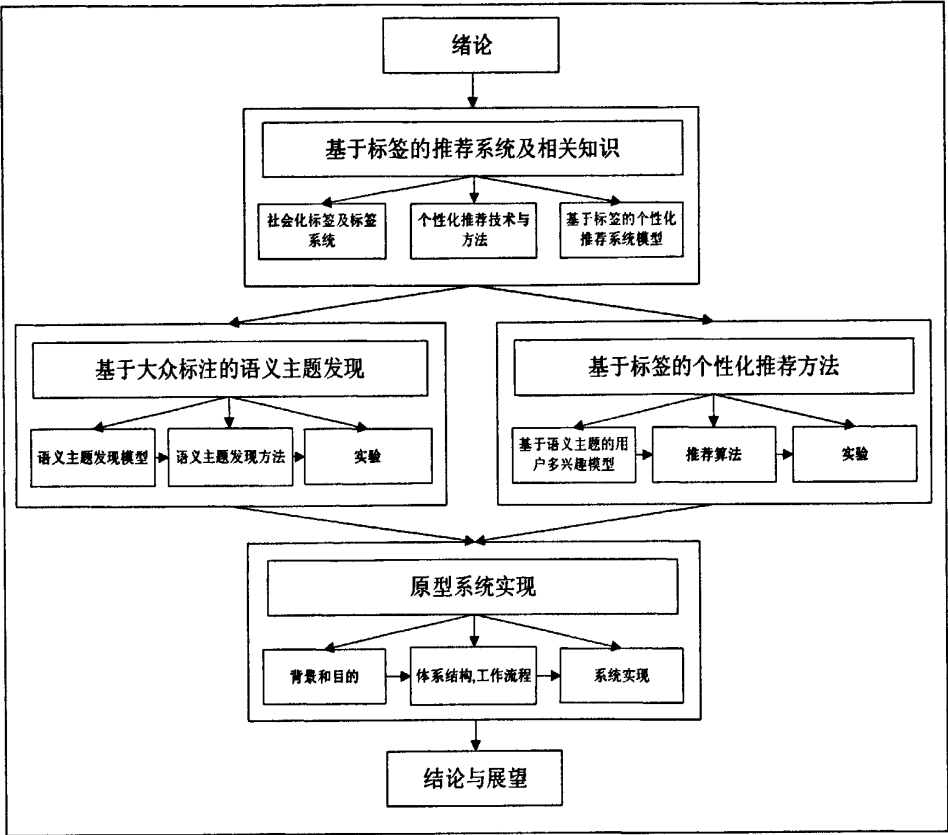 绪论
基于标签的推荐系统及相关知识
社会化标签及标签
系统
个性化推荐技术与
方法
基于标签的个性化
推荐系统模型
基于大众标注的语义主题发现
语义主题发现模型
语义主题发现方法
实验
基于标签的个性化推荐方法
基于语义主题的用
户多兴趣模型
推荐算法
实验
原型系统实现
背景和目的
体系结构,工作流程
系统实现
结论与展望